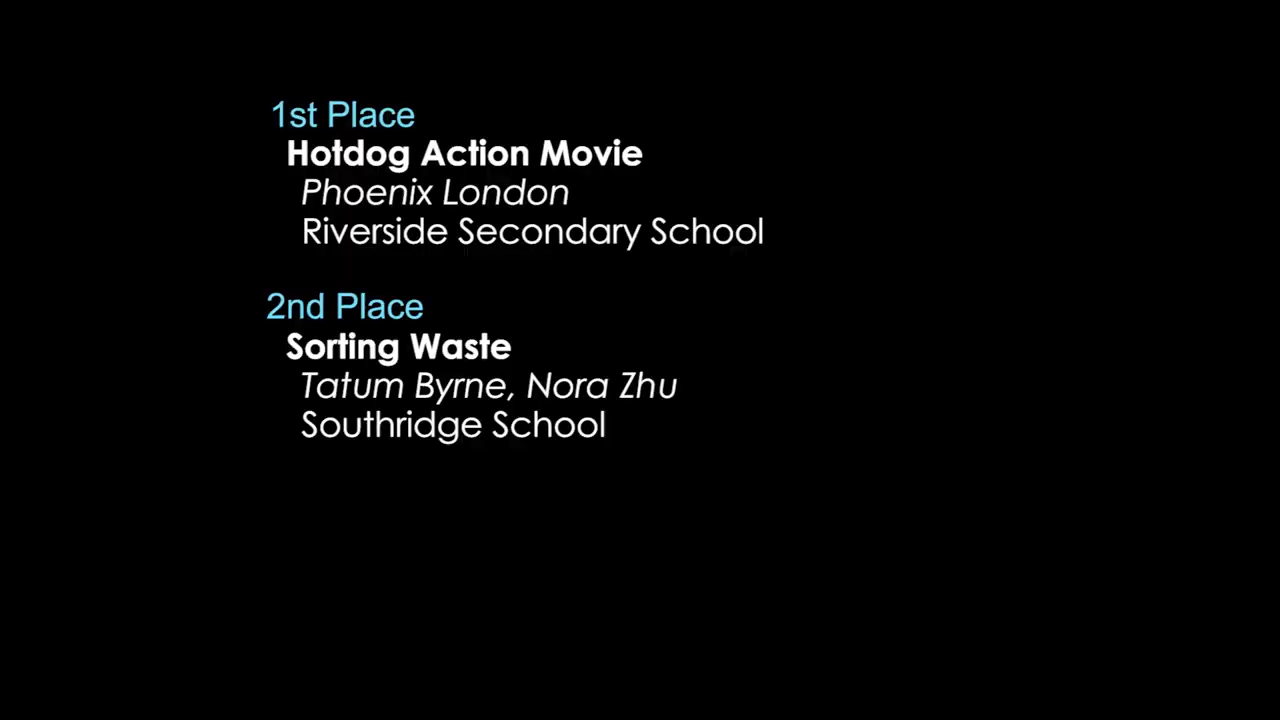 1st Place
Hotdog Action Movie
Phoenix London
Riverside Secondary School
2nd Place
Sorting Waste
Tatum Byrne, Nora Zhu
Southridge School